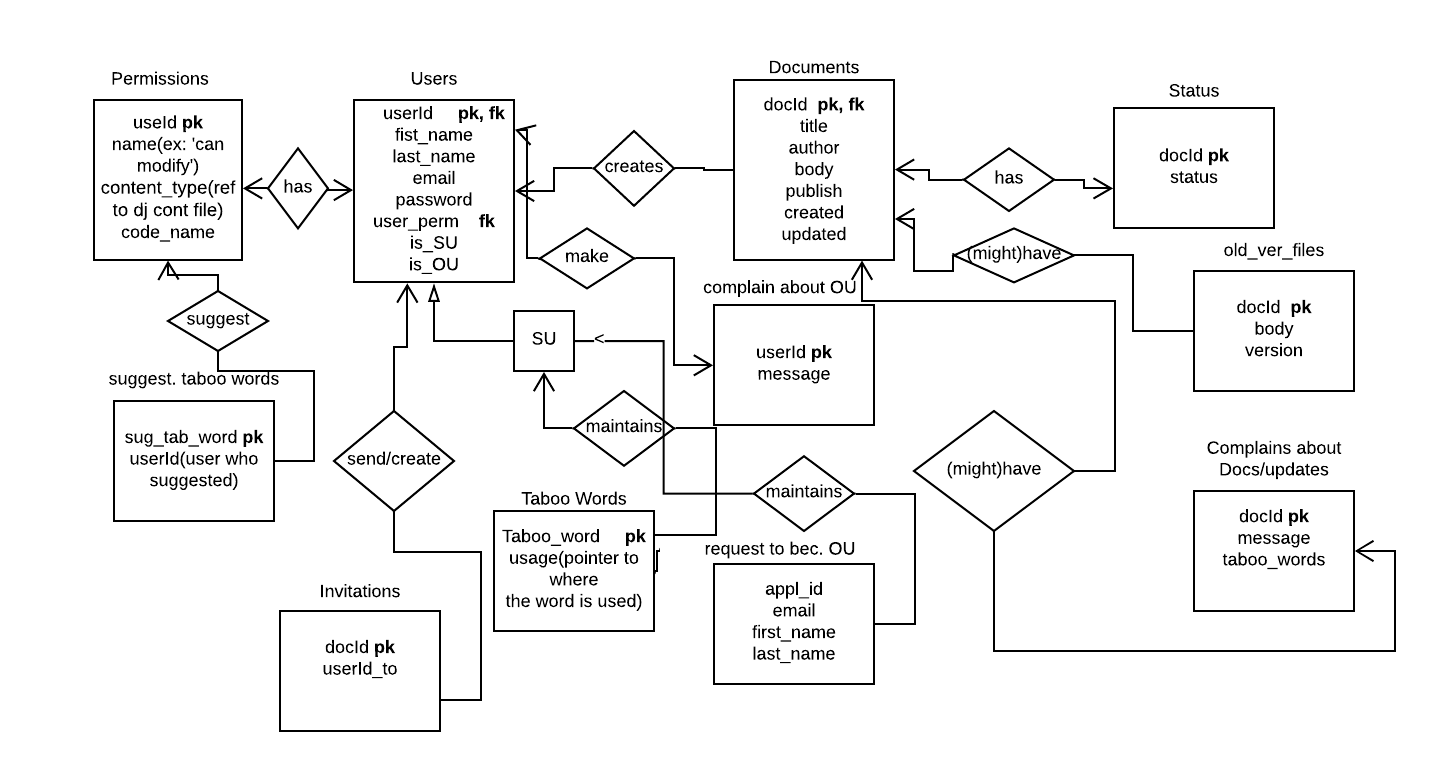 Permissions
useId pk
name(ex: 'can
modify')
content_type(ref
to dj cont file)
code_name
has
Users
userId pk, fk
fist_name
last_name
email
password
user_perm fk
is_SU
is_OU
creates
make
Documents
docId pk, fk
title
author
body
publish
created
updated
has
Status
docId pk
status
(might)have
old_ver_files
docId pk
body
version
complain about OU
userId pk
message
suggest
suggest. taboo words
sug_tab_word pk
userId(user who
suggested)
send/create
SU
<
maintains
maintains
(might)have
Complains about
Docs/updates
docId pk
message
taboo_words
Taboo Words
Taboo_word pk
usage(pointer to
where
the word is used)
request to bec. OU
appl_id
email
first_name
last_name
Invitations
docId pk
userId_to